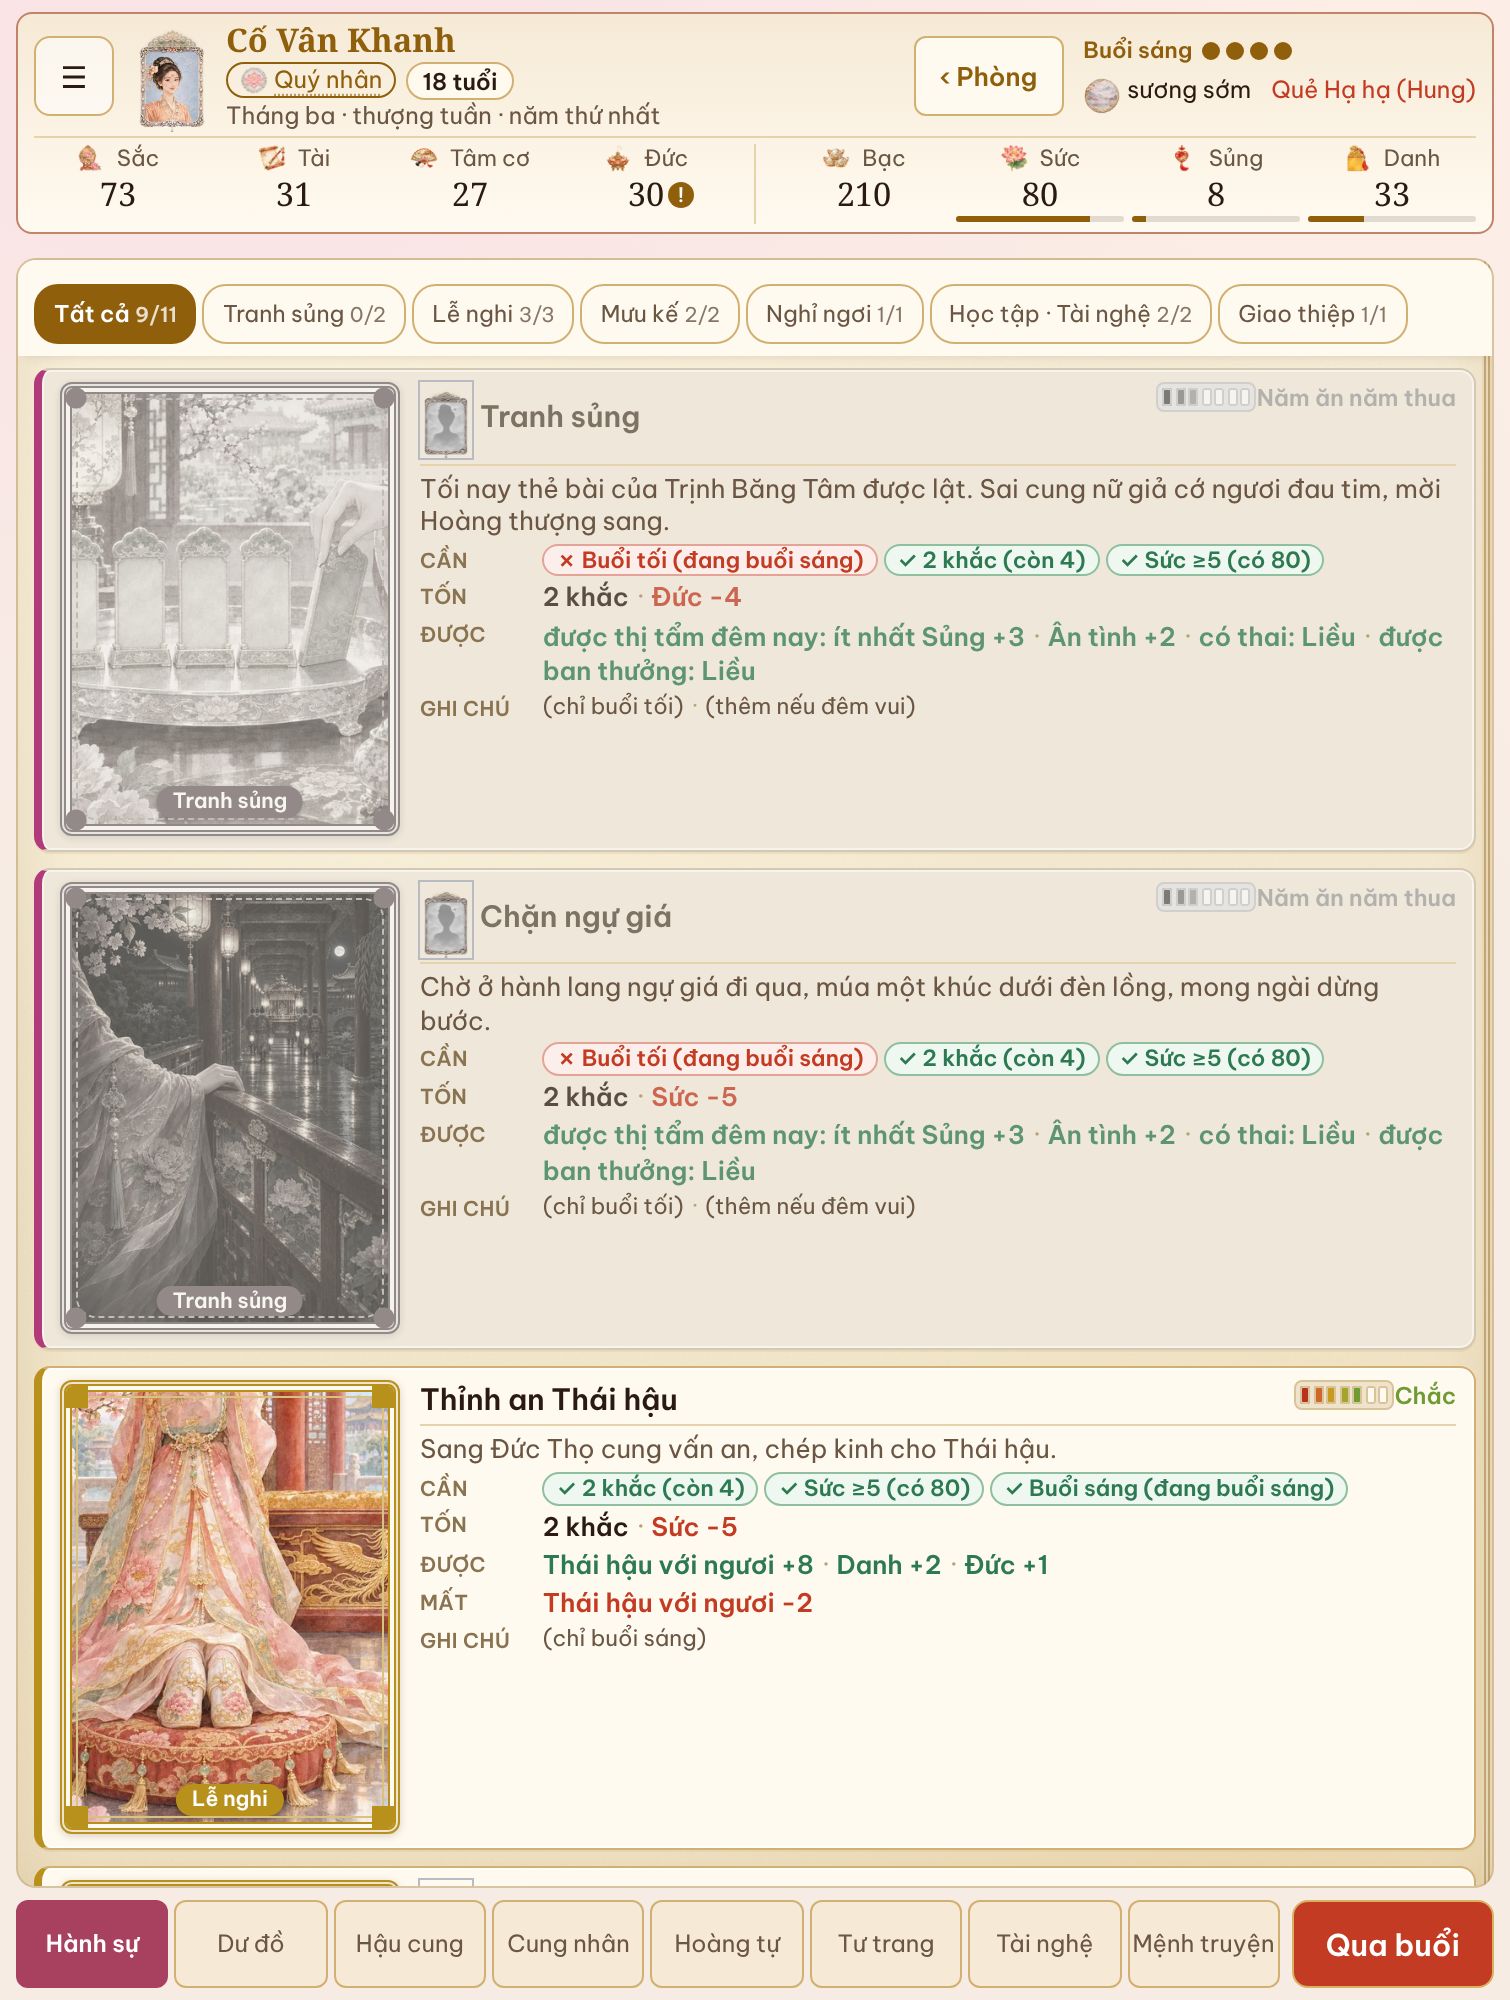 ☰
Cố Vân Khanh
Quý nhân
18 tuổi
Tháng ba · thượng tuần · năm thứ nhất
‹ Phòng
Buổi sáng
sương sớm
Quẻ Hạ hạ (Hung)
Sắc
Tài
Tâm cơ
Đức
Bạc
Sức
Sủng
Danh
73
31
27
30 !
210
80
8
33
Tất cả 9/11
Tranh sủng 0/2
Lễ nghi 3/3
Mưu kế 2/2
Nghỉ ngơi 1/1
Học tập · Tài nghệ 2/2
Giao thiệp 1/1
Tranh sủng
Tranh sủng
Năm ăn năm thua
Tối nay thẻ bài của Trịnh Băng Tâm được lật. Sai cung nữ giả cớ ngươi đau tim, mời
Hoàng thượng sang.
CẦN
× Buổi tối (đang buổi sáng)
✓ 2 khắc (còn 4)
✓ Sức ≥5 (có 80)
TỐN
2 khắc · Đức -4
ĐƯỢC
được thị tẩm đêm nay: ít nhất Sủng +3 · Ân tình +2 · có thai: Liều · được
ban thưởng: Liều
GHI CHÚ
(chỉ buổi tối) · (thêm nếu đêm vui)
Tranh sủng
Chặn ngự giá
Năm ăn năm thua
Chờ ở hành lang ngự giá đi qua, múa một khúc dưới đèn lồng, mong ngài dừng
bước.
CẦN
× Buổi tối (đang buổi sáng)
✓ 2 khắc (còn 4)
✓ Sức ≥5 (có 80)
TỐN
2 khắc · Sức -5
ĐƯỢC
được thị tẩm đêm nay: ít nhất Sủng +3 · Ân tình +2 · có thai: Liều · được
ban thưởng: Liều
GHI CHÚ
(chỉ buổi tối) · (thêm nếu đêm vui)
Lễ nghi
Thỉnh an Thái hậu
Chắc
Sang Đức Thọ cung vấn an, chép kinh cho Thái hậu.
CẦN
✓ 2 khắc (còn 4)
✓ Sức ≥5 (có 80)
✓ Buổi sáng (đang buổi sáng)
TỐN
2 khắc · Sức -5
ĐƯỢC
Thái hậu với ngươi +8 · Danh +2 · Đức +1
MẤT
Thái hậu với ngươi -2
GHI CHÚ
(chỉ buổi sáng)
Hành sự
Dư đồ
Hậu cung
Cung nhân
Hoàng tự
Tư trang
Tài nghệ
Mệnh truyện
Qua buổi